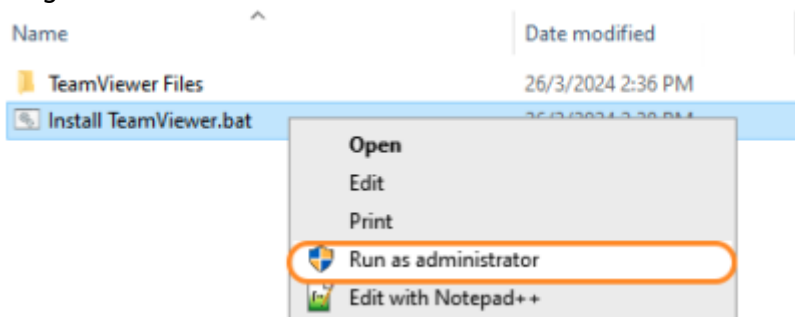 Name Date modified
TeamViewer Files 26/3/2024 2:36 PM
Install TeamViewer.bat
Open
Edit
Print
Run as administrator
Edit with Notepad++